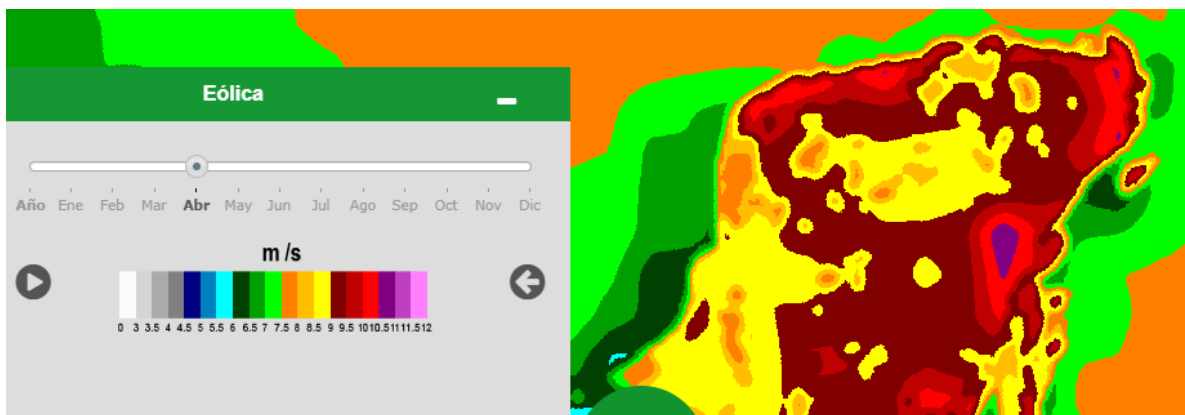 Eólica
Año Ene Feb Mar Abr May Jun Jul Ago Sep Oct Nov Dic
m /s
0 3 3.5 4 4.5 5 5.5 6 6.5 7 7.5 8 8.5 9 9.5 10 10.5 11 11.5 12